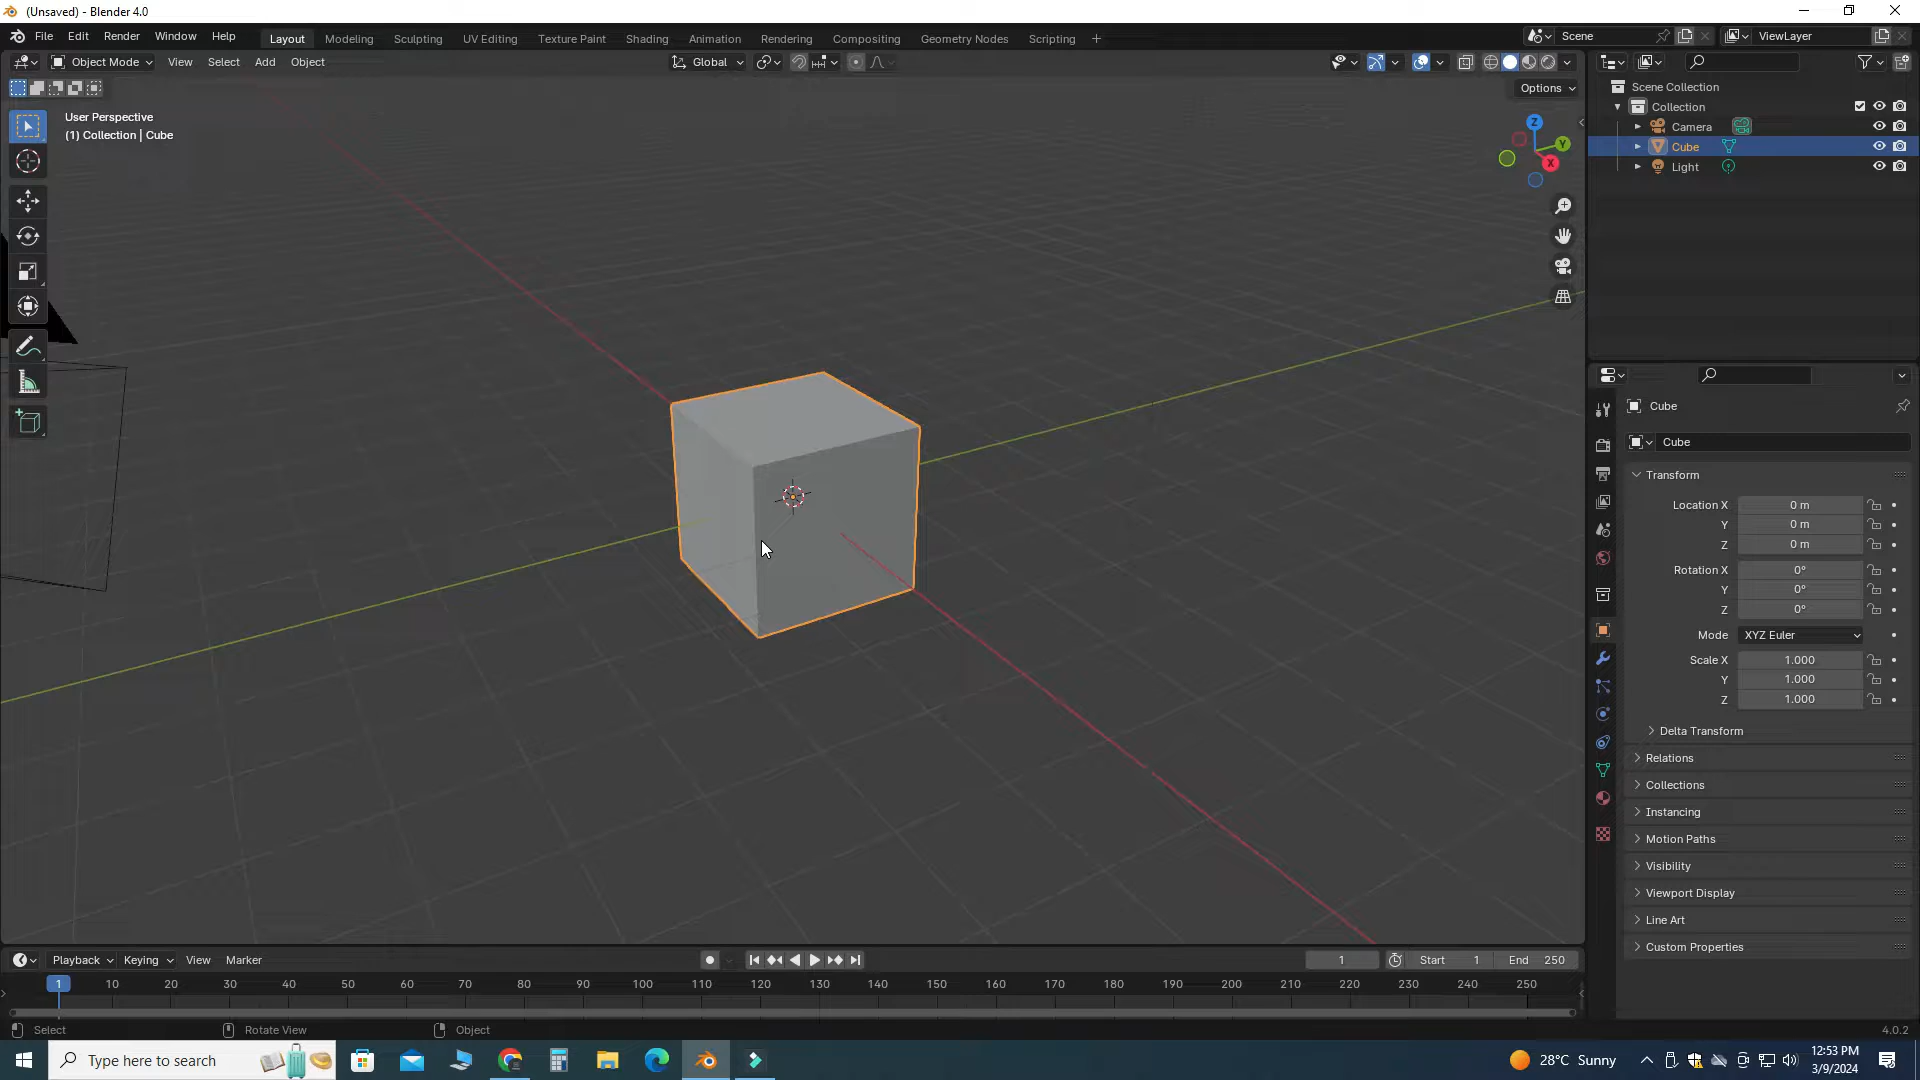 (Unsaved) - Blender 4.0
File Edit Render Window Help
Layout Modeling Sculpting UV Editing Texture Paint Shading Animation Rendering Compositing Geometry Nodes Scripting +
Scene
ViewLayer
Object Mode View Select Add Object
Global
Options
User Perspective
(1) Collection | Cube
Z
Y
X
Scene Collection
Collection
Camera
Cube
Light
Cube
Cube
Transform
Location X 0 m
Y 0 m
Z 0 m
Rotation X 0°
Y 0°
Z 0°
Mode XYZ Euler
Scale X 1.000
Y 1.000
Z 1.000
Delta Transform
Relations
Collections
Instancing
Motion Paths
Visibility
Viewport Display
Line Art
Custom Properties
Playback Keying View Marker
1 Start 1 End 250
1 10 20 30 40 50 60 70 80 90 100 110 120 130 140 150 160 170 180 190 200 210 220 230 240 250
Select Rotate View Object
4.0.2
Type here to search
28°C Sunny
12:53 PM
3/9/2024